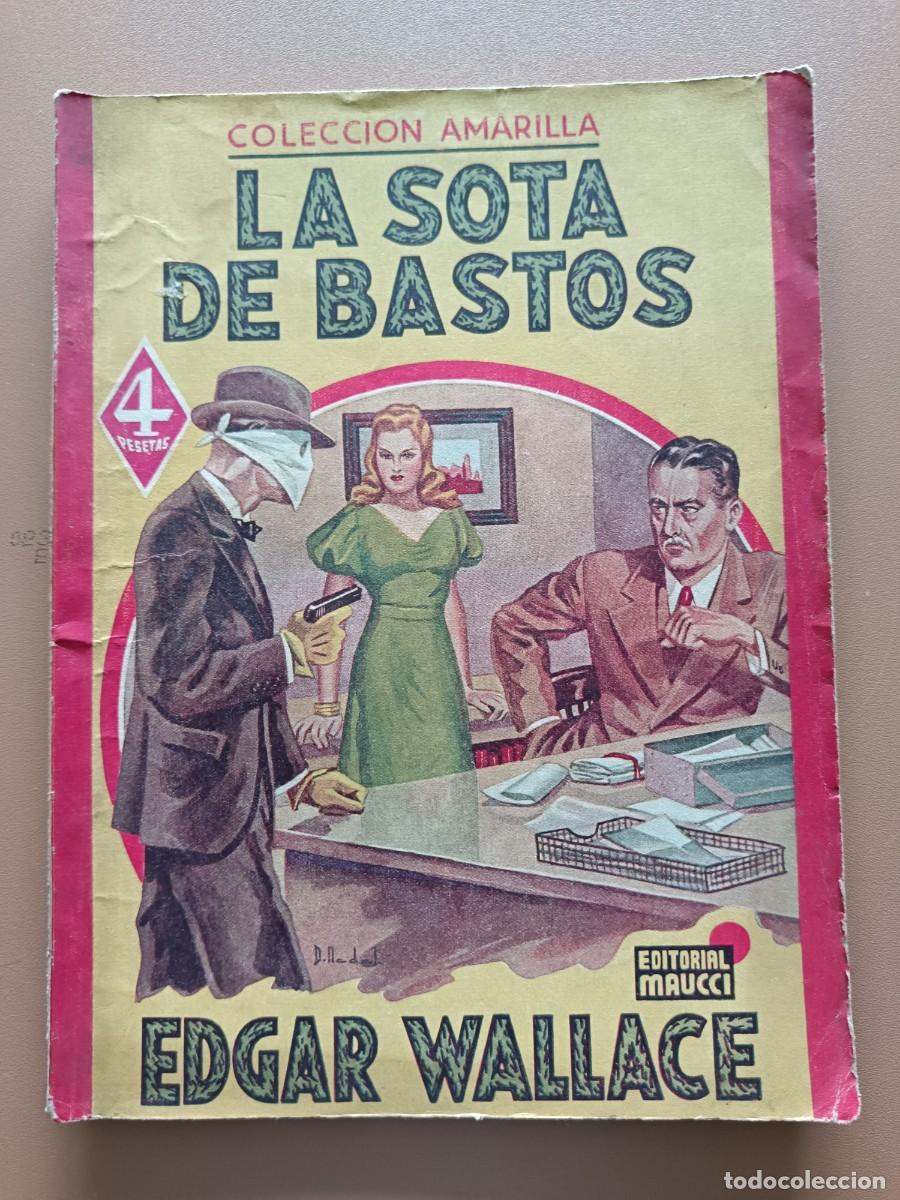 COLECCION AMARILLA
LA SOTA
DE BASTOS
4
PESETAS
EDITORIAL
MAUCCI
EDGAR WALLACE
todocoleccion